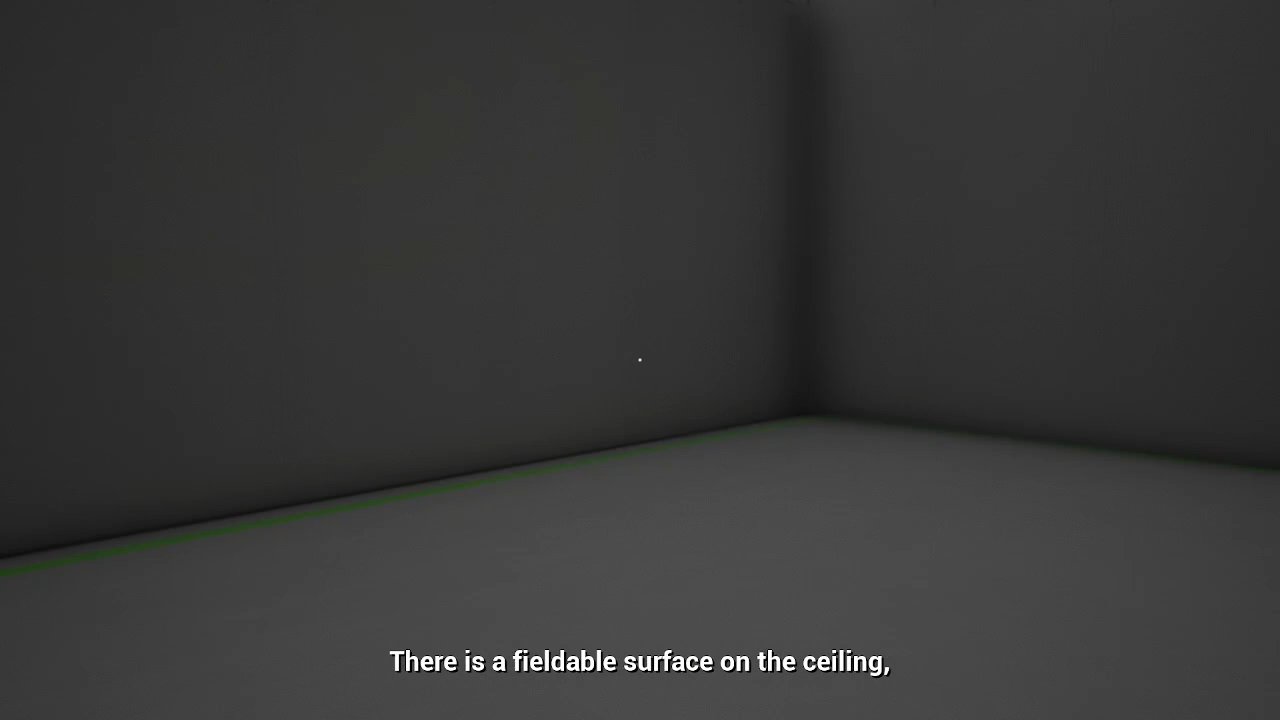 There is a fieldable surface on the ceiling,